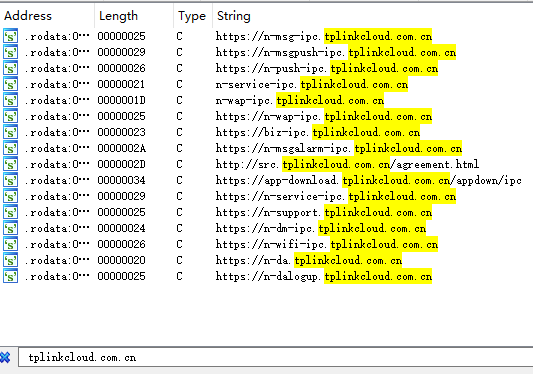 Address Length Type String
's' .rodata:0… 00000025 C https://n-msg-ipc.tplinkcloud.com.cn
's' .rodata:0… 00000029 C https://n-msgpush-ipc.tplinkcloud.com.cn
's' .rodata:0… 00000026 C https://n-push-ipc.tplinkcloud.com.cn
's' .rodata:0… 00000021 C n-service-ipc.tplinkcloud.com.cn
's' .rodata:0… 0000001D C n-wap-ipc.tplinkcloud.com.cn
's' .rodata:0… 00000025 C https://n-wap-ipc.tplinkcloud.com.cn
's' .rodata:0… 00000023 C https://biz-ipc.tplinkcloud.com.cn
's' .rodata:0… 0000002A C https://n-msgalarm-ipc.tplinkcloud.com.cn
's' .rodata:0… 0000002D C http://src.tplinkcloud.com.cn/agreement.html
's' .rodata:0… 00000034 C https://app-download.tplinkcloud.com.cn/appdown/ipc
's' .rodata:0… 00000029 C https://n-service-ipc.tplinkcloud.com.cn
's' .rodata:0… 00000025 C https://n-support.tplinkcloud.com.cn
's' .rodata:0… 00000024 C https://n-dm-ipc.tplinkcloud.com.cn
's' .rodata:0… 00000026 C https://n-wifi-ipc.tplinkcloud.com.cn
's' .rodata:0… 00000020 C https://n-da.tplinkcloud.com.cn
's' .rodata:0… 00000025 C https://n-dalogup.tplinkcloud.com.cn
tplinkcloud.com.cn